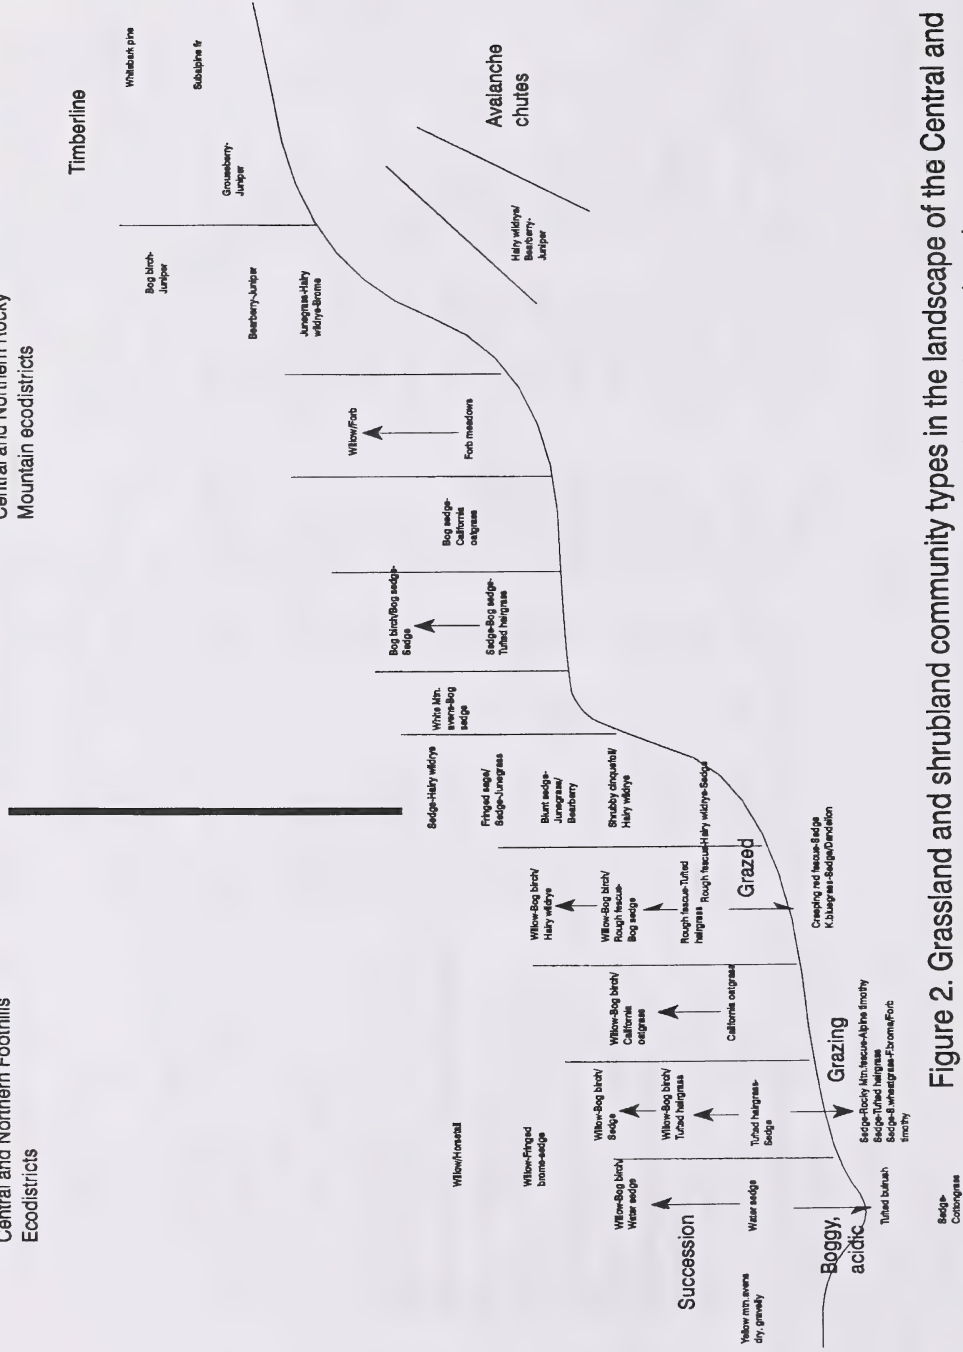 Central and Northern Foothills
Ecodistricts
Central and Northern Rocky
Mountain ecodistricts
Timberline
Whitebark pine
Subalpine fir
Grouseberry-
Juniper
Bog birch-
Juniper
Bearberry-Juniper
Junegrass-Hairy
wildrye-Brome
Avalanche
chutes
Hairy wildrye/
Bearberry-
Juniper
Willow/Forb
Forb meadows
Bog sedge-
California
oatgrass
Bog birch/Bog sedge-
Sedge
Sedge-Bog sedge-
Tufted hairgrass
White Mtn.
avens-Bog
sedge
Sedge-Hairy wildrye
Fringed sage/
Sedge-Junegrass
Blunt sedge-
Junegrass/
Bearberry
Shrubby cinquefoil/
Hairy wildrye
Rough fescue-Hairy wildrye-Sedge
Willow-Bog birch/
Hairy wildrye
Willow-Bog birch/
Rough fescue-
Bog sedge
Rough fescue-Tufted
hairgrass
Grazed
Creeping red fescue-Sedge
K.bluegrass-Sedge/Dandelion
Willow-Bog birch/
California
oatgrass
California oatgrass
Willow/Horsetail
Willow-Fringed
brome-sedge
Willow-Bog birch/
Sedge
Willow-Bog birch/
Tufted hairgrass
Tufted hairgrass-
Sedge
Grazing
Sedge-Rocky Mtn.fescue-Alpine timothy
Sedge-Tufted hairgrass
Sedge-S.wheatgrass-F.brome/Forb
timothy
Willow-Bog birch/
Water sedge
Water sedge
Succession
Boggy,
acidic
Tufted bulrush
Sedge-
Cottongrass
Yellow mtn.avens
dry, gravelly
Figure 2. Grassland and shrubland community types in the landscape of the Central and